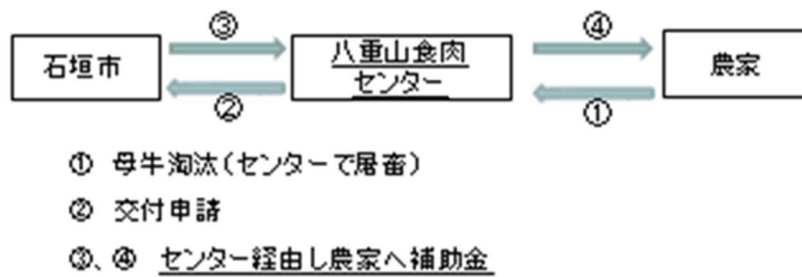 ③
④
石垣市
八重山食肉
センター
農家
②
①
① 母牛淘汰(センターで屠畜)
② 交付申請
③、④ センター経由し農家へ補助金